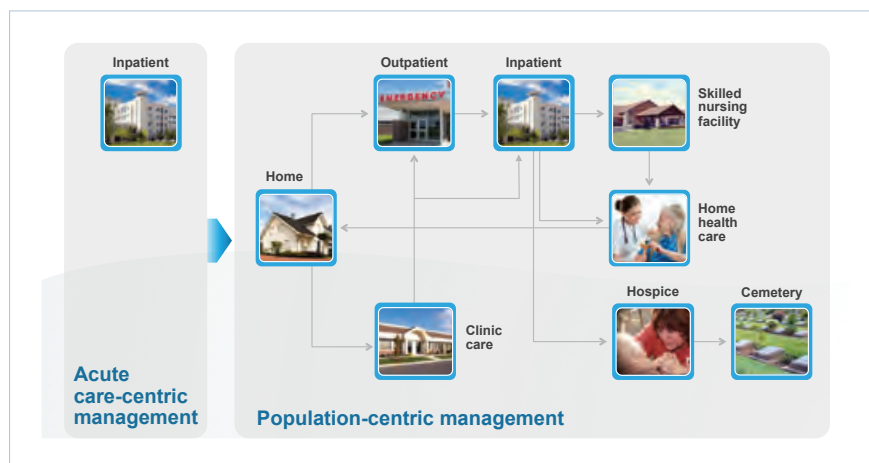 Inpatient
Outpatient
Inpatient
EMERGENCY
Skilled
nursing
facility
Home
Home
health
care
Hospice
Cemetery
Clinic
care
Acute
care-centric
management
Population-centric management